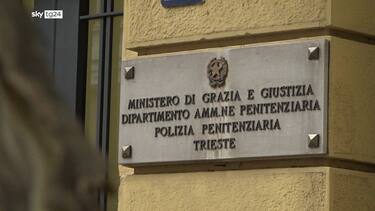 sky tg24
MINISTERO DI GRAZIA E GIUSTIZIA
DIPARTIMENTO AMM.NE PENITENZIARIA
POLIZIA PENITENZIARIA
TRIESTE